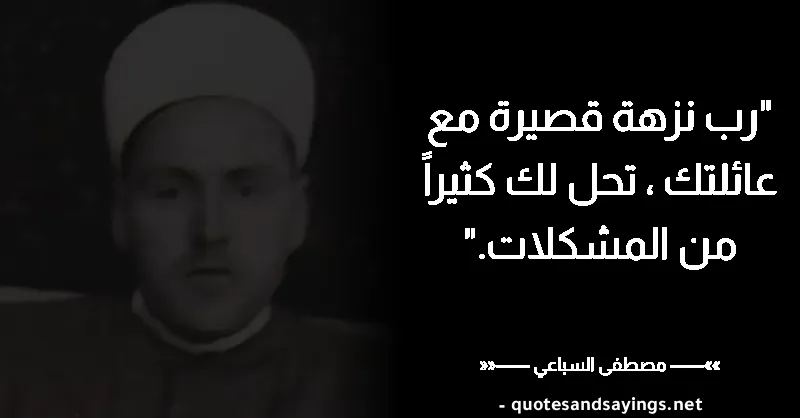 "رب نزهة قصيرة مع
عائلتك ، تحل لك كثيراً
من المشكلات."
»»—— مصطفى السباعي ——««
- quotesandsayings.net